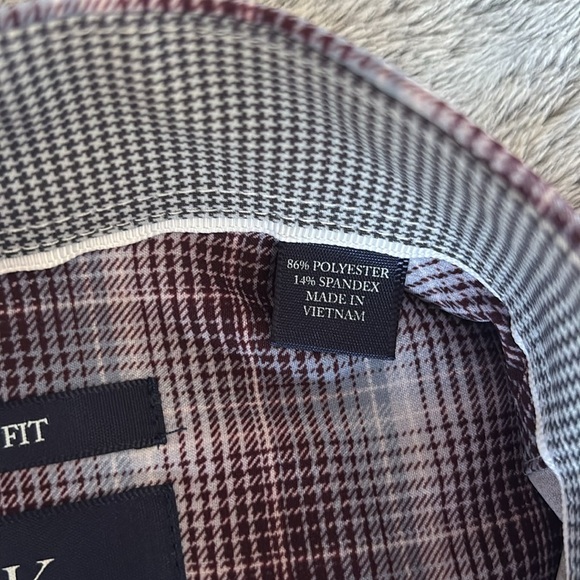 86% POLYESTER
14% SPANDEX
MADE IN
VIETNAM
FIT
K